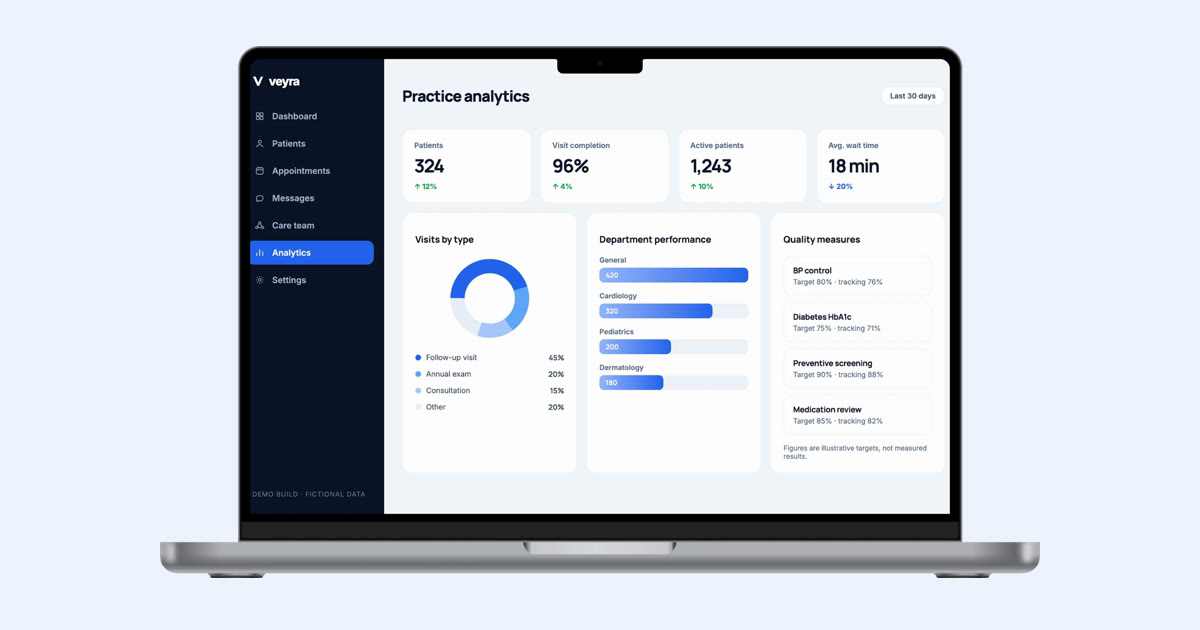 veyra
Dashboard
Patients
Appointments
Messages
Care team
Analytics
Settings
DEMO BUILD · FICTIONAL DATA
Practice analytics
Last 30 days
Patients
324
↑ 12%
Visit completion
96%
↑ 4%
Active patients
1,243
↑ 10%
Avg. wait time
18 min
↓ 20%
Visits by type
Follow-up visit 45%
Annual exam 20%
Consultation 15%
Other 20%
Department performance
General
420
Cardiology
320
Pediatrics
200
Dermatology
180
Quality measures
BP control
Target 80% · tracking 76%
Diabetes HbA1c
Target 75% · tracking 71%
Preventive screening
Target 90% · tracking 88%
Medication review
Target 85% · tracking 82%
Figures are illustrative targets, not measured
results.